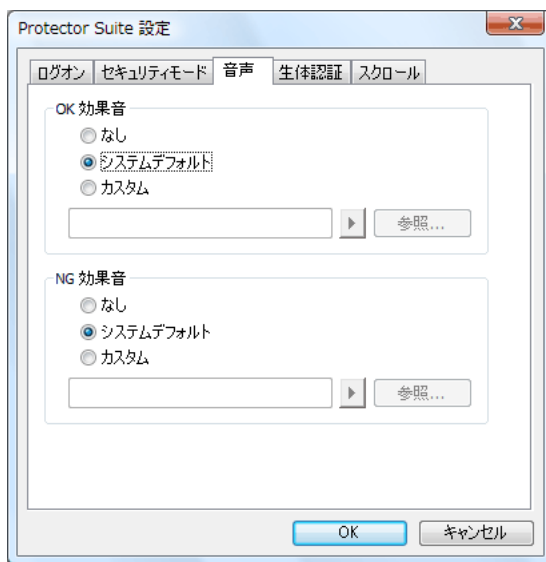 Protector Suite 設定
ログオン セキュリティモード 音声 生体認証 スクロール
OK 効果音
なし
システムデフォルト
カスタム
参照...
NG 効果音
なし
システムデフォルト
カスタム
参照...
OK キャンセル